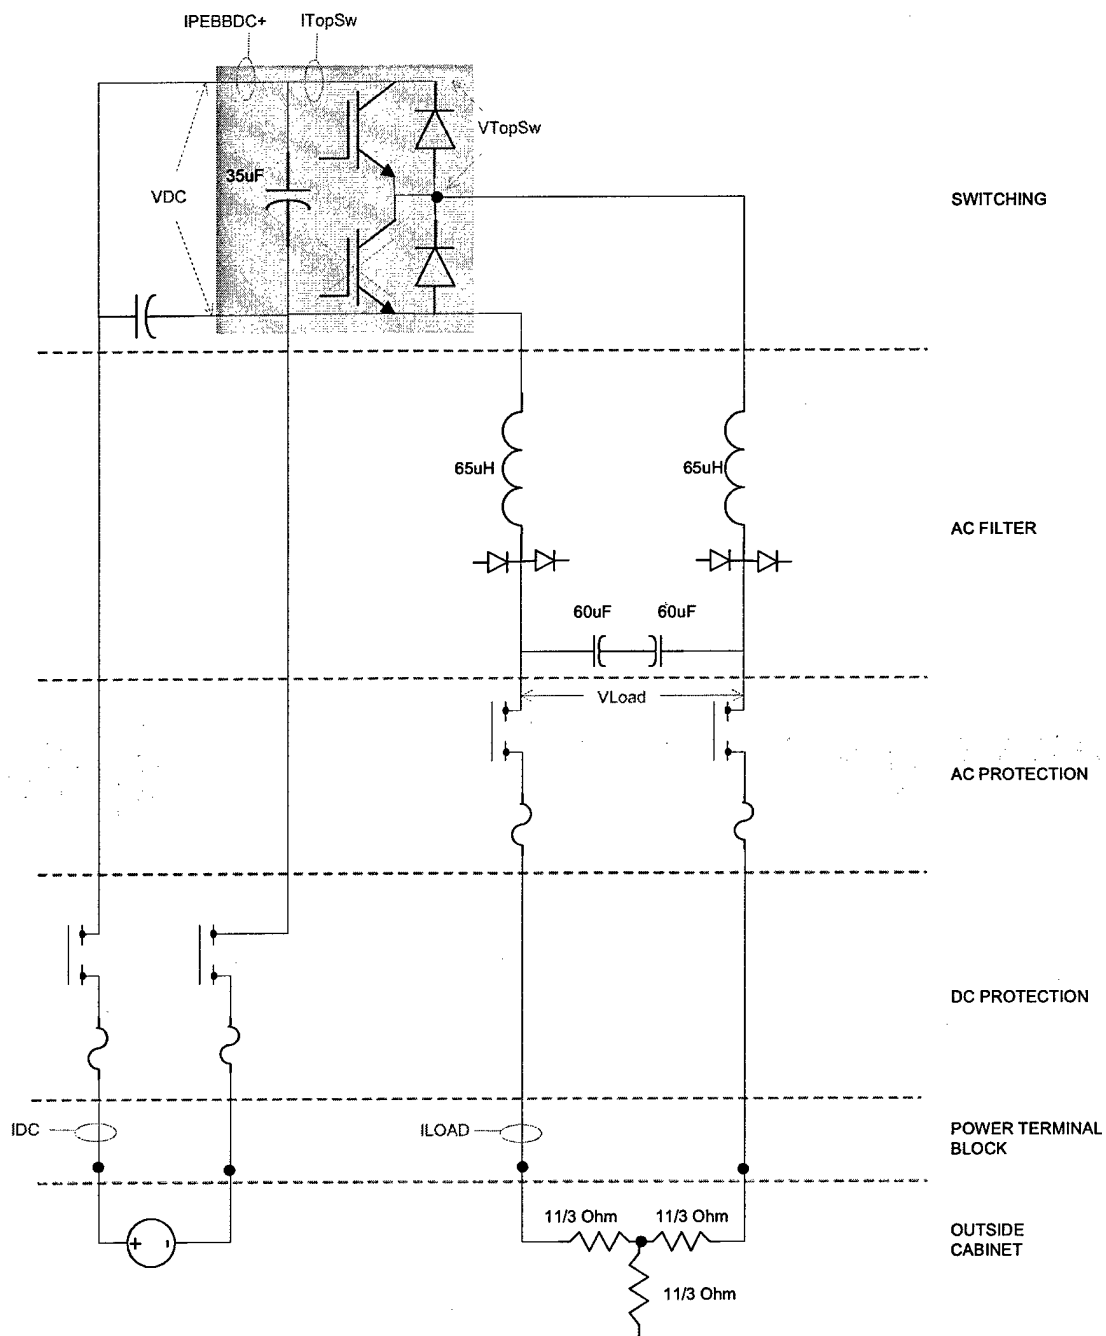 IPEBBDC+
ITopSw
VTopSw
35uF
VDC
SWITCHING
65uH
65uH
AC FILTER
60uF
60uF
VLoad
AC PROTECTION
DC PROTECTION
IDC
ILOAD
POWER TERMINAL
BLOCK
+
-
11/3 Ohm
11/3 Ohm
OUTSIDE
CABINET
11/3 Ohm